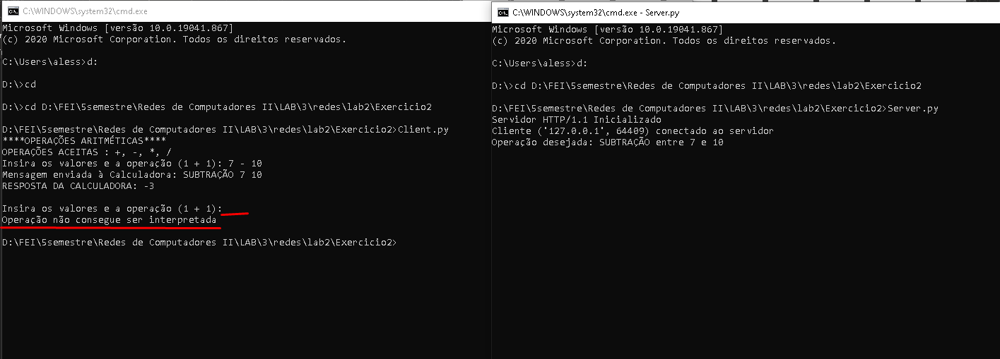 C:\WINDOWS\system32\cmd.exe
Microsoft Windows [versão 10.0.19041.867]
(c) 2020 Microsoft Corporation. Todos os direitos reservados.
C:\Users\aless>d:
D:\>cd
D:\>cd D:\FEI\5semestre\Redes de Computadores II\LAB\3\redes\lab2\Exercicio2
D:\FEI\5semestre\Redes de Computadores II\LAB\3\redes\lab2\Exercicio2>Client.py
****OPERAÇÕES ARITMÉTICAS****
OPERAÇÕES ACEITAS : +, -, *, /
Insira os valores e a operação (1 + 1): 7 - 10
Mensagem enviada à Calculadora: SUBTRAÇÃO 7 10
RESPOSTA DA CALCULADORA: -3
Insira os valores e a operação (1 + 1):
Operação não consegue ser interpretada
D:\FEI\5semestre\Redes de Computadores II\LAB\3\redes\lab2\Exercicio2>
C:\WINDOWS\system32\cmd.exe - Server.py
Microsoft Windows [versão 10.0.19041.867]
(c) 2020 Microsoft Corporation. Todos os direitos reservados.
C:\Users\aless>d:
D:\>cd D:\FEI\5semestre\Redes de Computadores II\LAB\3\redes\lab2\Exercicio2
D:\FEI\5semestre\Redes de Computadores II\LAB\3\redes\lab2\Exercicio2>Server.py
Servidor HTTP/1.1 Inicializado
Cliente ('127.0.0.1', 64409) conectado ao servidor
Operação desejada: SUBTRAÇÃO entre 7 e 10